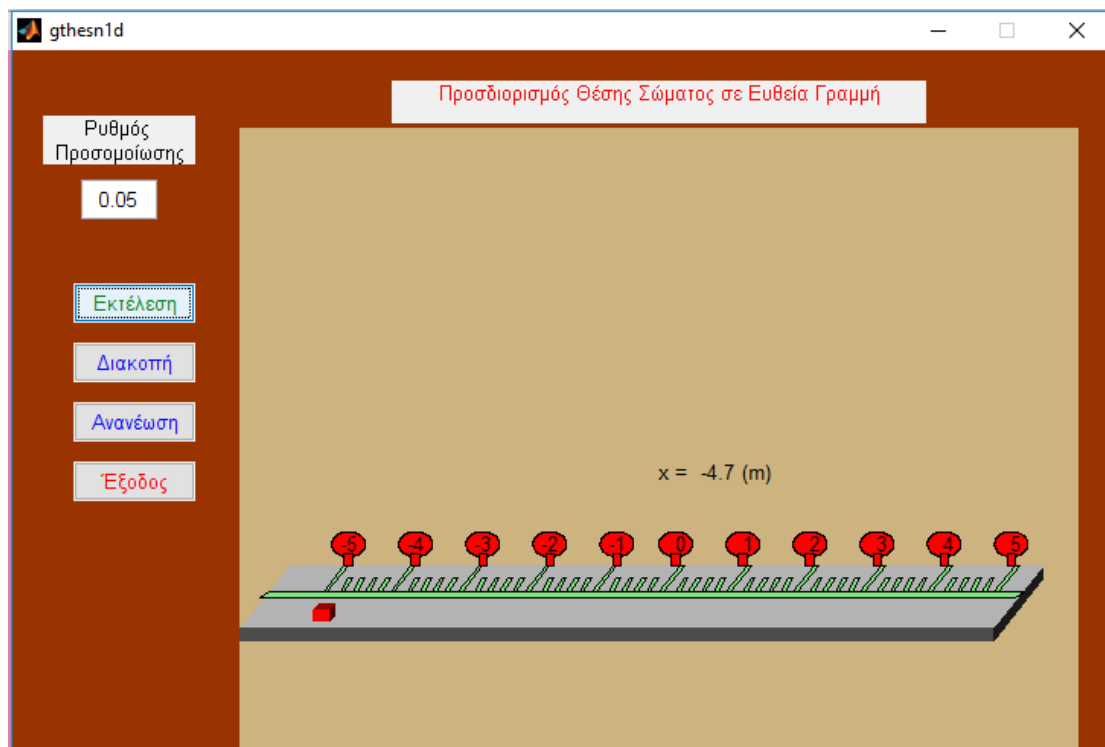 gthesn1d
Προσδιορισμός Θέσης Σώματος σε Ευθεία Γραμμή
Ρυθμός
Προσομοίωσης
0.05
Εκτέλεση
Διακοπή
Ανανέωση
Έξοδος
x = -4.7 (m)
-5 -4 -3 -2 -1 0 1 2 3 4 5